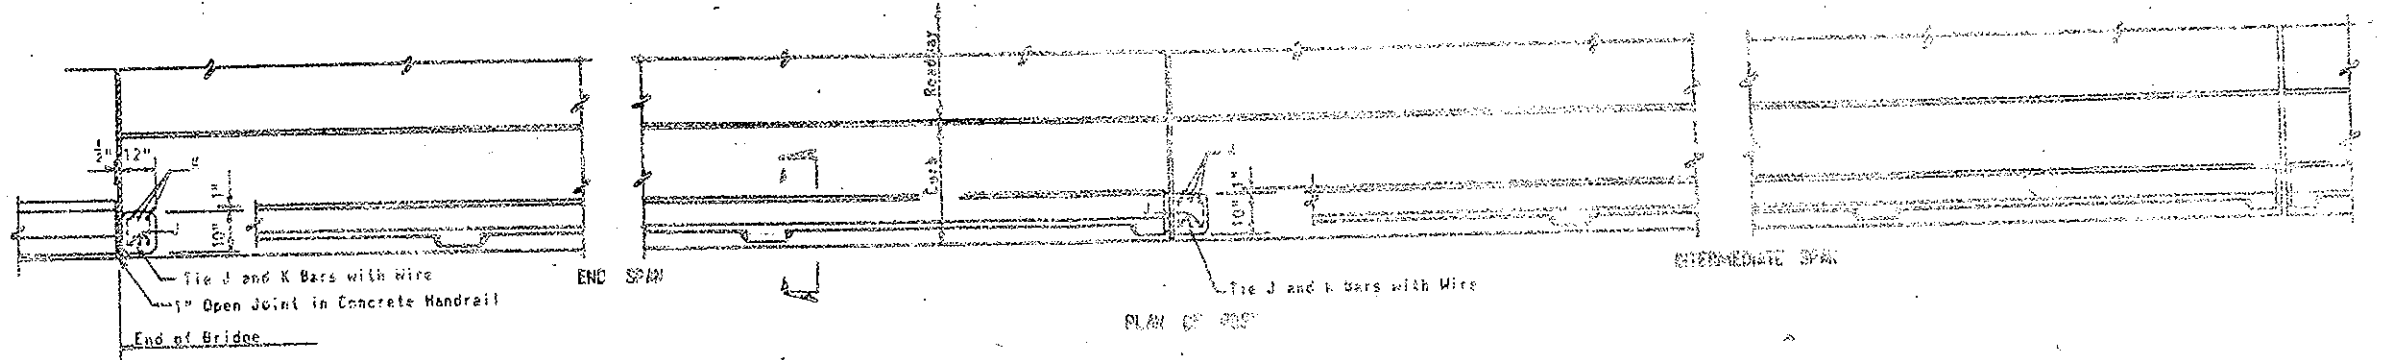 Roadway
Curb
½" 12"
K
1"
10"
J
A
J
10" 1"
Tie J and K Bars with Wire
1" Open Joint in Concrete Handrail
End of Bridge
END SPAN
A
Tie J and K Bars with Wire
INTERMEDIATE SPAN
PLAN OF POST